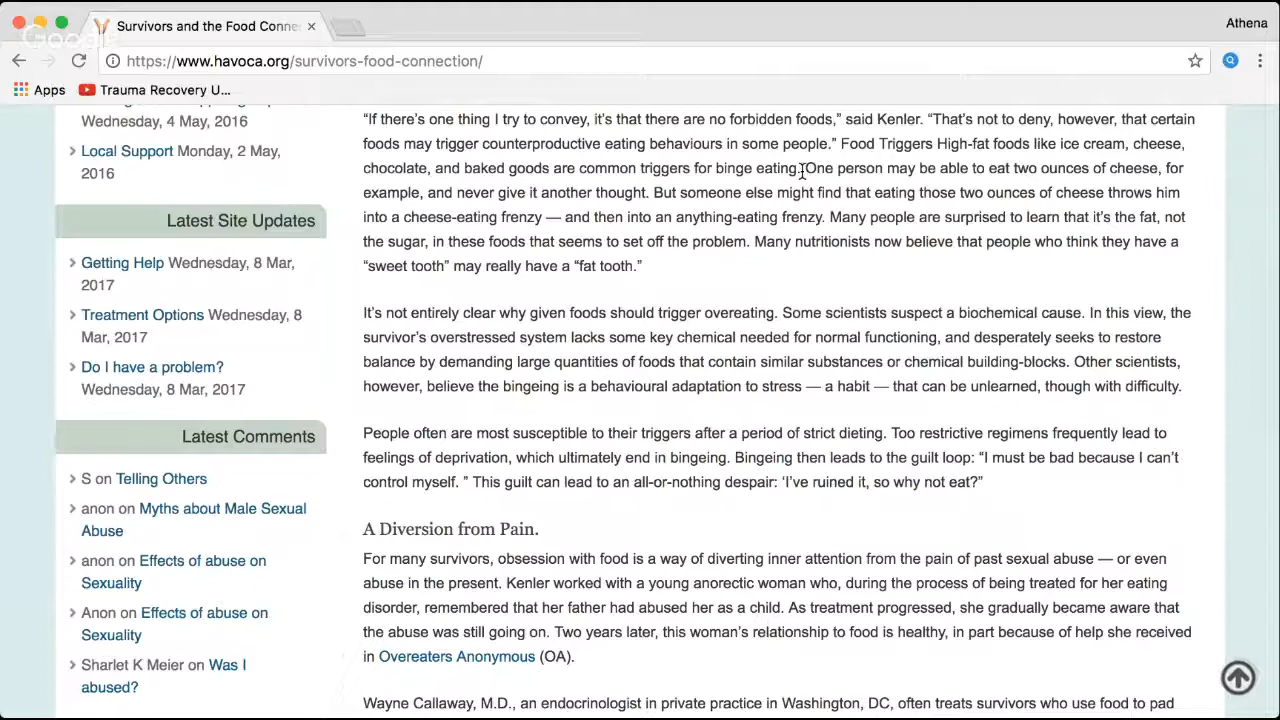 Survivors and the Food Conne
Athena
https://www.havoca.org/survivors-food-connection/
Apps
Trauma Recovery U...
Wednesday, 4 May, 2016
Local Support Monday, 2 May,
2016
Latest Site Updates
Getting Help Wednesday, 8 Mar,
2017
Treatment Options Wednesday, 8
Mar, 2017
Do I have a problem?
Wednesday, 8 Mar, 2017
Latest Comments
S on Telling Others
anon on Myths about Male Sexual
Abuse
anon on Effects of abuse on
Sexuality
Anon on Effects of abuse on
Sexuality
Sharlet K Meier on Was I
abused?
“If there’s one thing I try to convey, it’s that there are no forbidden foods,” said Kenler. “That’s not to deny, however, that certain
foods may trigger counterproductive eating behaviours in some people.” Food Triggers High-fat foods like ice cream, cheese,
chocolate, and baked goods are common triggers for binge eating. One person may be able to eat two ounces of cheese, for
example, and never give it another thought. But someone else might find that eating those two ounces of cheese throws him
into a cheese-eating frenzy — and then into an anything-eating frenzy. Many people are surprised to learn that it’s the fat, not
the sugar, in these foods that seems to set off the problem. Many nutritionists now believe that people who think they have a
“sweet tooth” may really have a “fat tooth.”
It’s not entirely clear why given foods should trigger overeating. Some scientists suspect a biochemical cause. In this view, the
survivor’s overstressed system lacks some key chemical needed for normal functioning, and desperately seeks to restore
balance by demanding large quantities of foods that contain similar substances or chemical building-blocks. Other scientists,
however, believe the bingeing is a behavioural adaptation to stress — a habit — that can be unlearned, though with difficulty.
People often are most susceptible to their triggers after a period of strict dieting. Too restrictive regimens frequently lead to
feelings of deprivation, which ultimately end in bingeing. Bingeing then leads to the guilt loop: “I must be bad because I can’t
control myself. ” This guilt can lead to an all-or-nothing despair: ‘I’ve ruined it, so why not eat?”
A Diversion from Pain.
For many survivors, obsession with food is a way of diverting inner attention from the pain of past sexual abuse — or even
abuse in the present. Kenler worked with a young anorectic woman who, during the process of being treated for her eating
disorder, remembered that her father had abused her as a child. As treatment progressed, she gradually became aware that
the abuse was still going on. Two years later, this woman’s relationship to food is healthy, in part because of help she received
in Overeaters Anonymous (OA).
Wayne Callaway, M.D., an endocrinologist in private practice in Washington, DC, often treats survivors who use food to pad